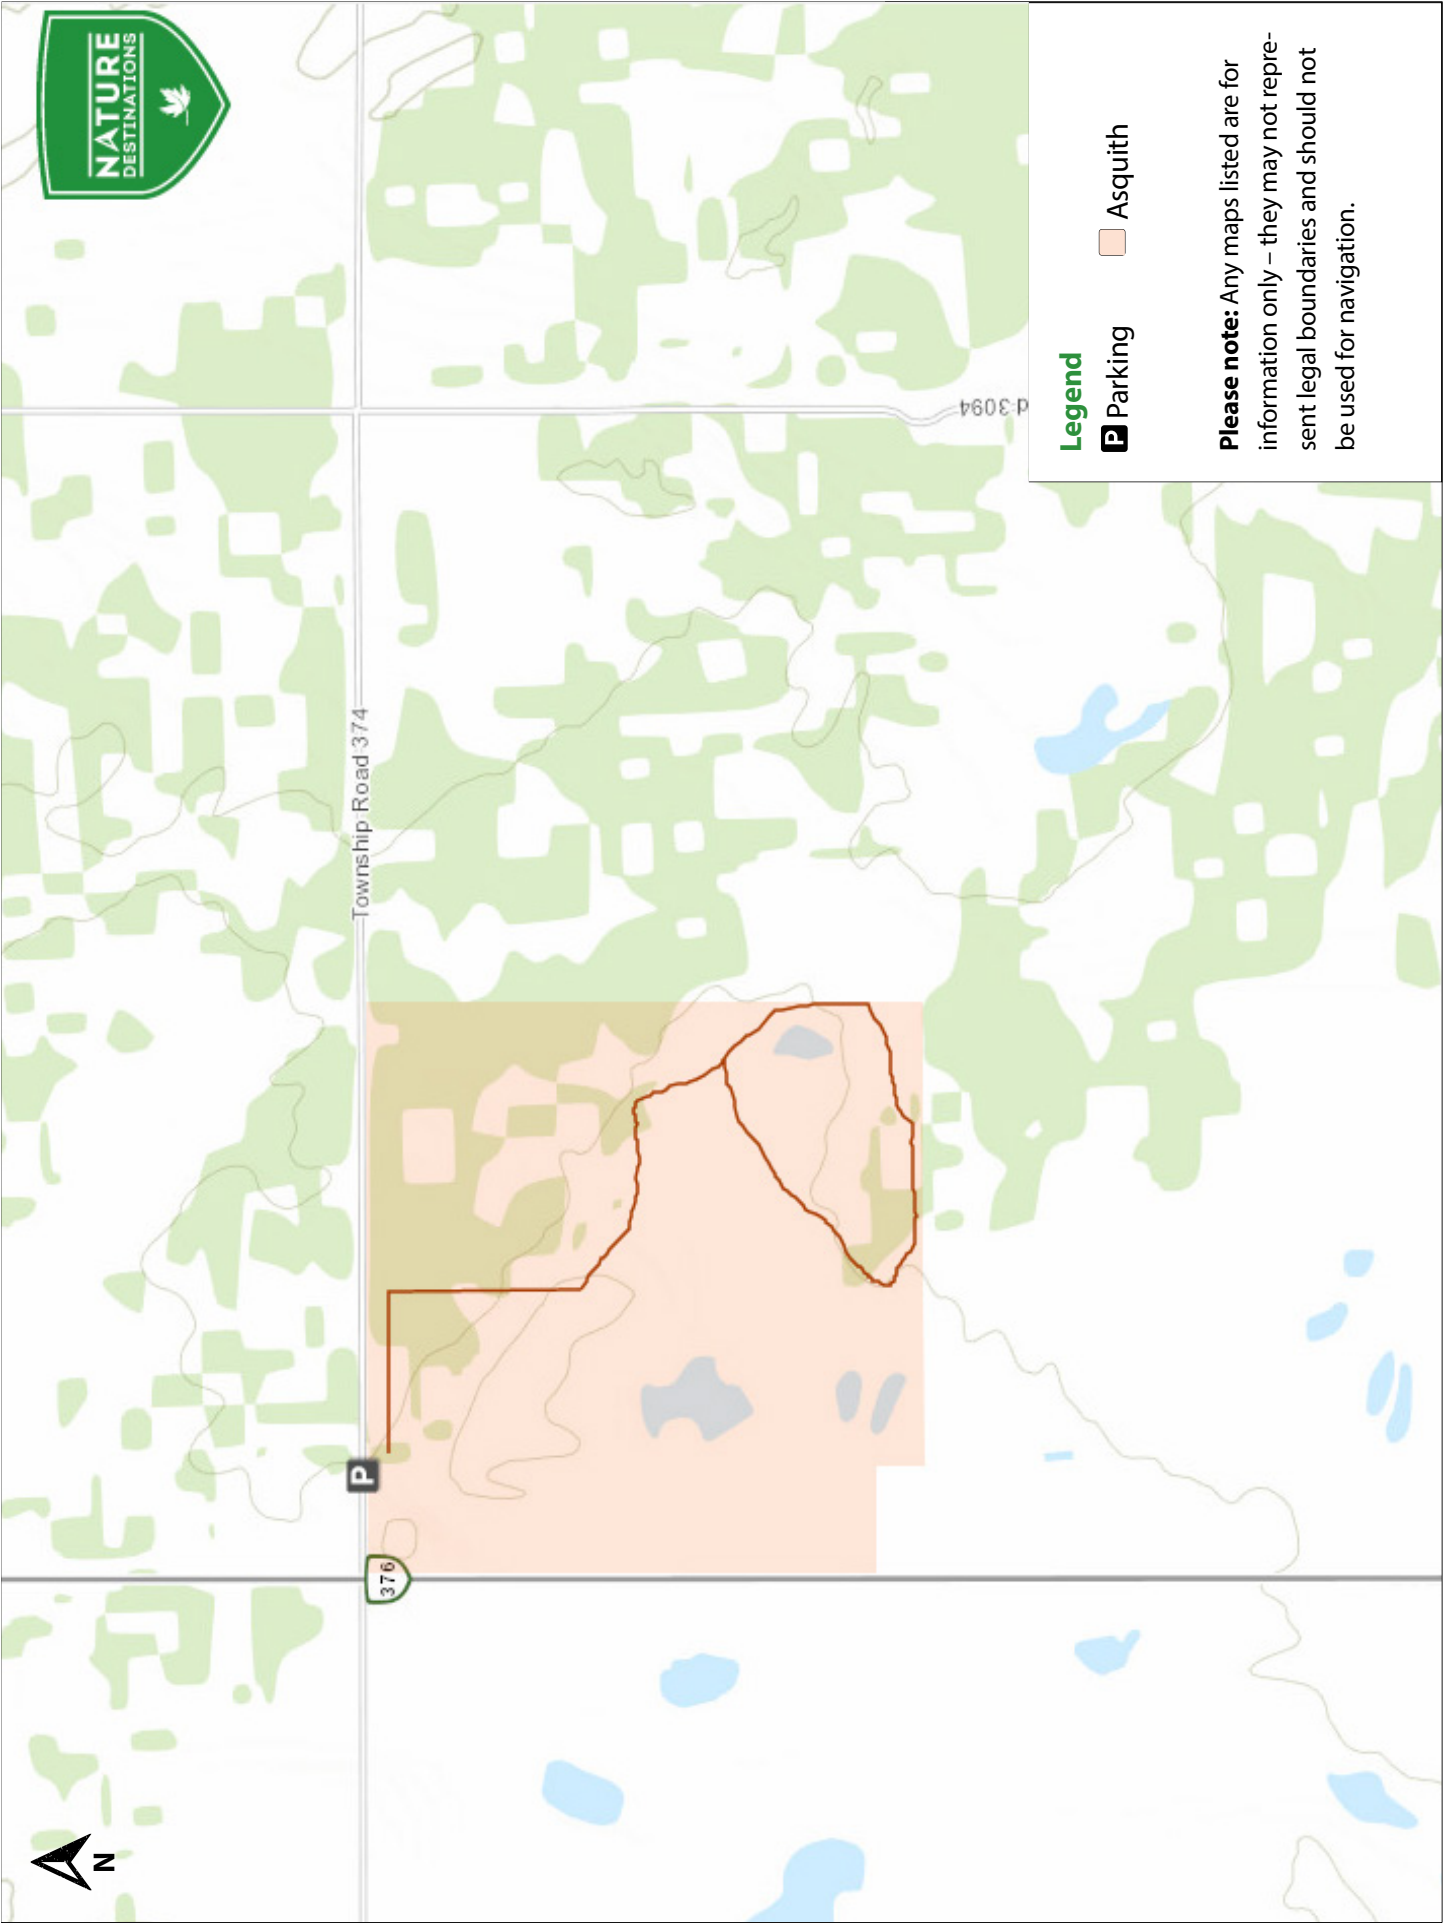 NATURE
DESTINATIONS
Township Road 374
d 3094
P
376
N
Legend
P Parking
Asquith
Please note: Any maps listed are for
information only – they may not repre-
sent legal boundaries and should not
be used for navigation.